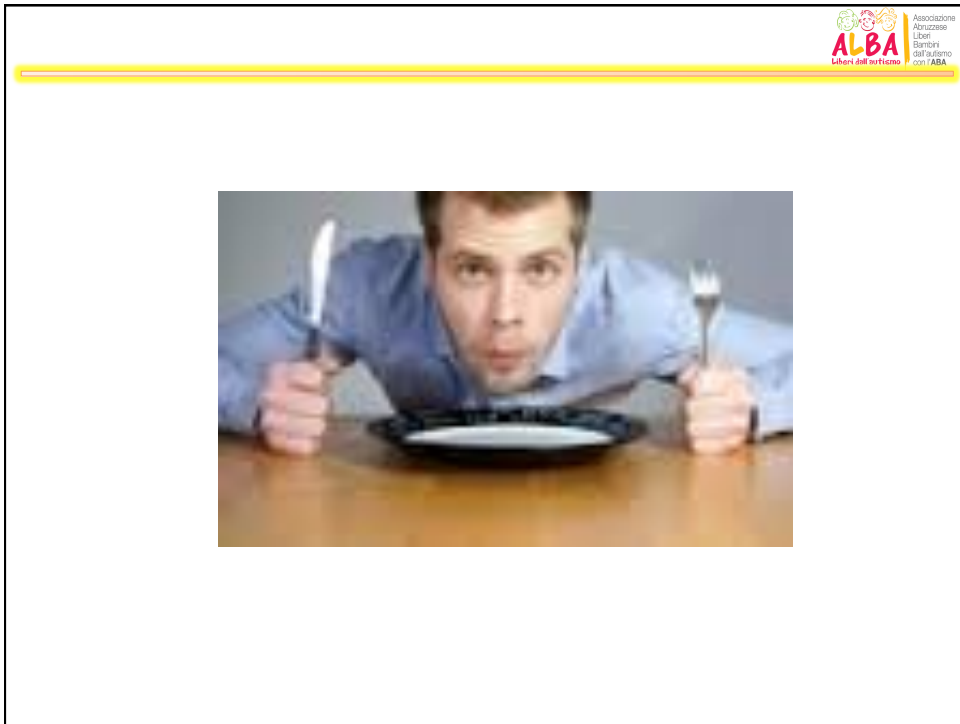 ALBA
Liberi dall'autismo
Associazione
Abruzzese
Liberi
Bambini
dall'autismo
con l'ABA